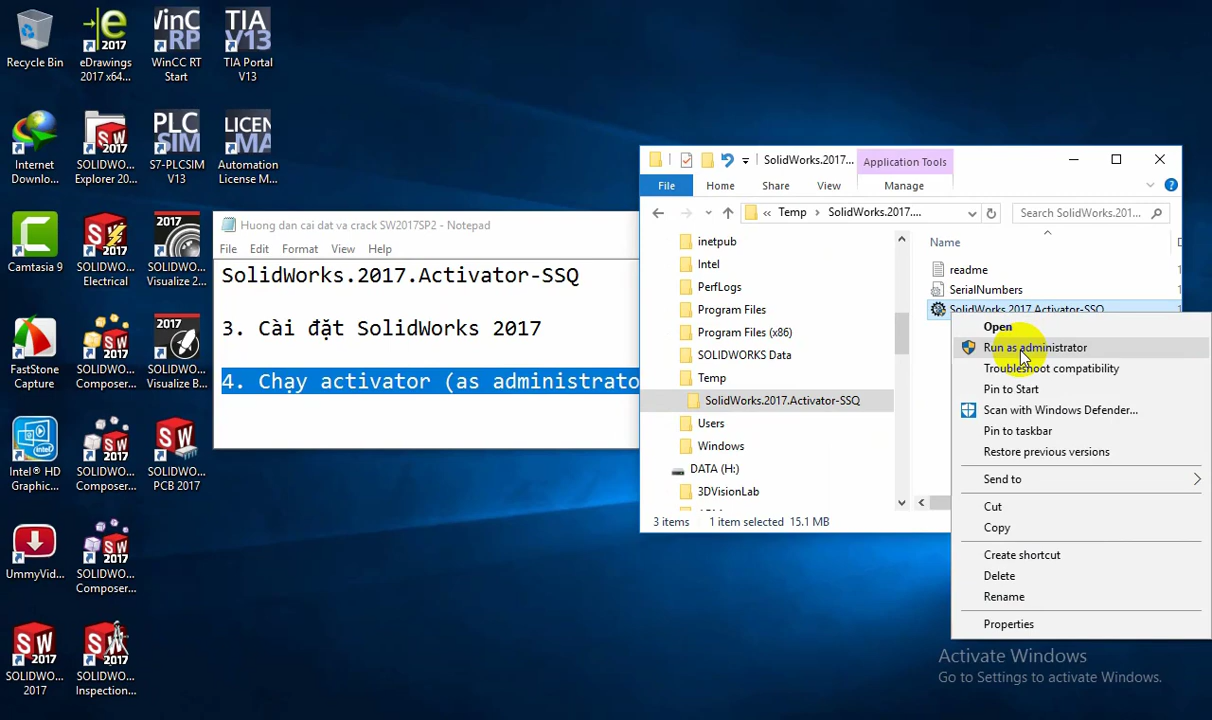 Recycle Bin
eDrawings
2017 x64...
WinCC RT
Start
TIA Portal
V13
Internet
Downlo...
SOLIDWO...
Explorer 20...
S7-PLCSIM
V13
Automation
License M...
Camtasia 9
SOLIDWO...
Electrical
SOLIDWO...
Visualize 2...
FastStone
Capture
SOLIDWO...
Composer...
SOLIDWO...
Visualize B...
Intel® HD
Graphic...
SOLIDWO...
Composer...
SOLIDWO...
PCB 2017
UmmyVid...
SOLIDWO...
Composer...
SOLIDWO...
2017
SOLIDWO...
Inspection...
Huong dan cai dat va crack SW2017SP2 - Notepad
File Edit Format View Help
SolidWorks.2017.Activator-SSQ
3. Cài đặt SolidWorks 2017
4. Chạy activator (as administrato
SolidWorks.2017... Application Tools
File Home Share View Manage
« Temp › SolidWorks.2017....
Search SolidWorks.201...
inetpub
Intel
PerfLogs
Program Files
Program Files (x86)
SOLIDWORKS Data
Temp
SolidWorks.2017.Activator-SSQ
Users
Windows
DATA (H:)
3DVisionLab
Name
readme
SerialNumbers
SolidWorks.2017.Activator-SSQ
3 items 1 item selected 15.1 MB
Open
Run as administrator
Troubleshoot compatibility
Pin to Start
Scan with Windows Defender...
Pin to taskbar
Restore previous versions
Send to
Cut
Copy
Create shortcut
Delete
Rename
Properties
Activate Windows
Go to Settings to activate Windows.